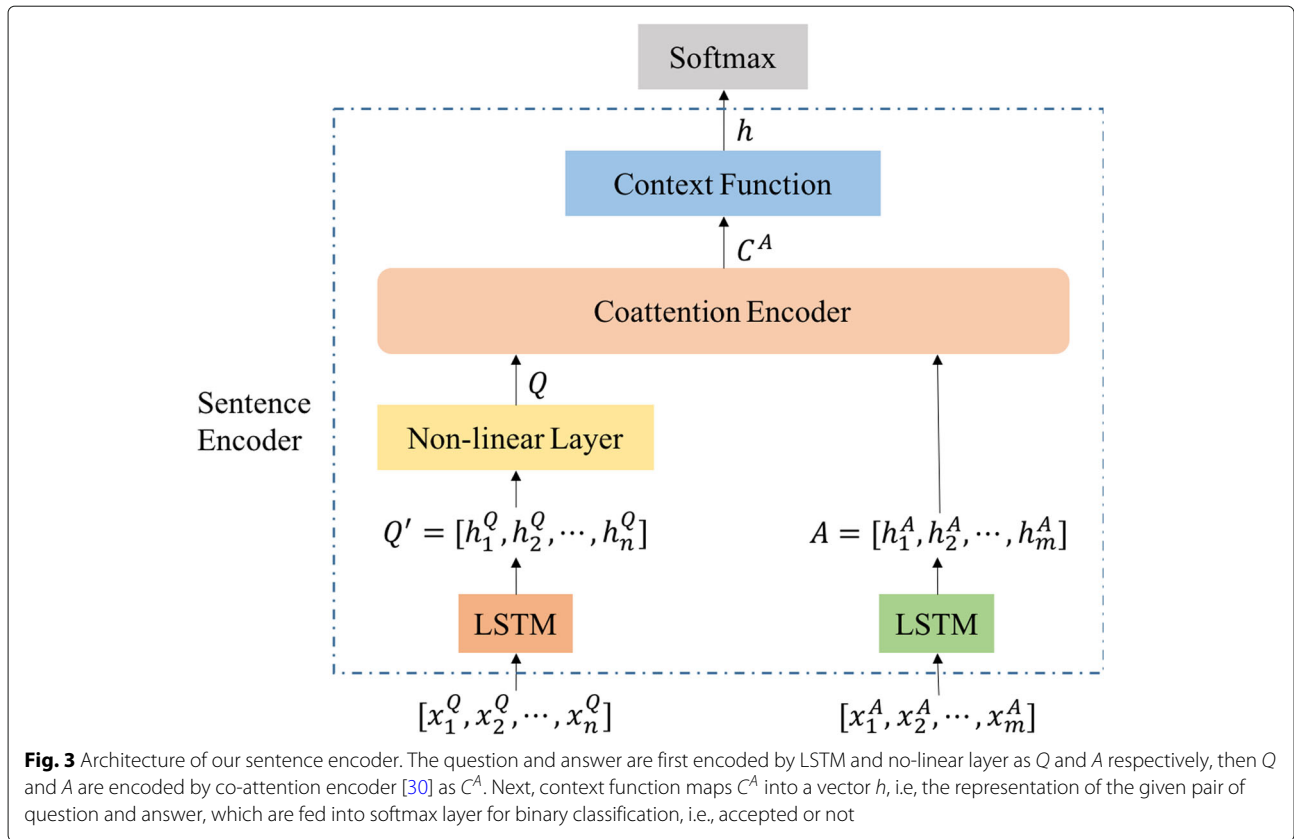 Softmax
h
Context Function
C^A
Coattention Encoder
Q
Sentence
Encoder
Non-linear Layer
Q′ = [h_1^Q, h_2^Q, ⋯, h_n^Q]
A = [h_1^A, h_2^A, ⋯, h_m^A]
LSTM
LSTM
[x_1^Q, x_2^Q, ⋯, x_n^Q]
[x_1^A, x_2^A, ⋯, x_m^A]
Fig. 3 Architecture of our sentence encoder. The question and answer are first encoded by LSTM and no-linear layer as Q and A respectively, then Q
and A are encoded by co-attention encoder [30] as C^A. Next, context function maps C^A into a vector h, i.e, the representation of the given pair of
question and answer, which are fed into softmax layer for binary classification, i.e., accepted or not